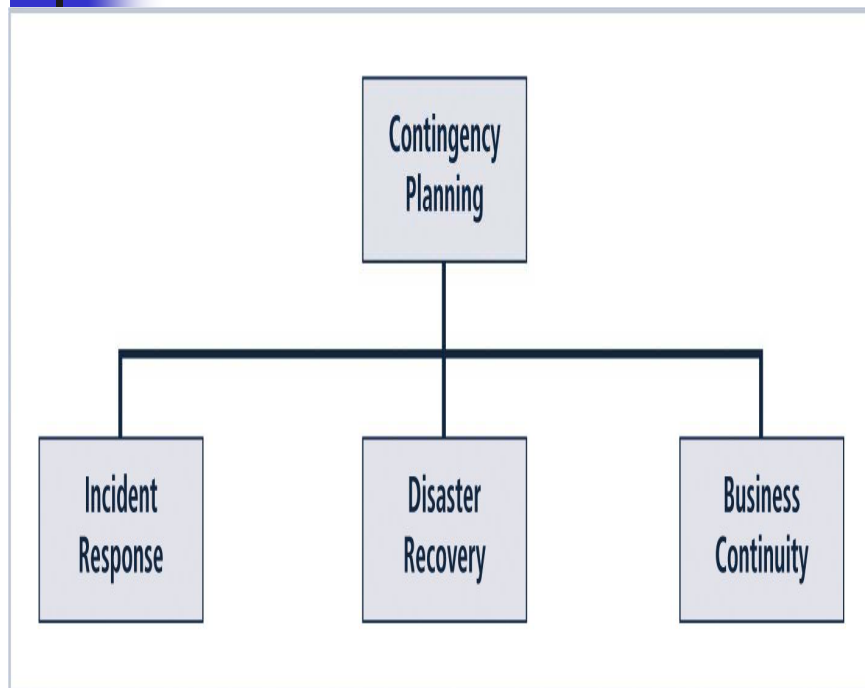 Contingency
Planning
Incident
Response
Disaster
Recovery
Business
Continuity